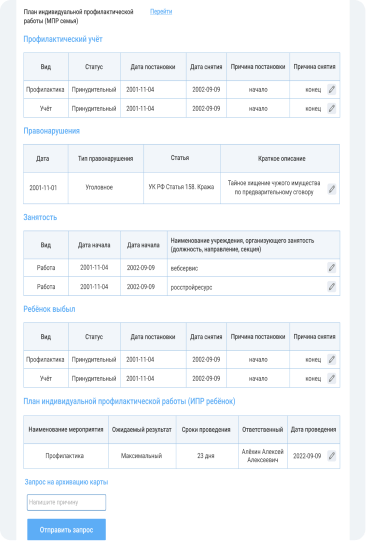 План индивидуальной профилактической
работы (МПР семья)
Перейти
Профилактический учёт
Вид Статус Дата постановки Дата снятия Причина постановки Причина снятия
Профилактика Принудительный 2001-11-04 2002-09-09 начало конец
Учёт Принудительный 2001-11-04 2002-09-09 начало конец
Правонарушения
Дата Тип правонарушения Статья Краткое описание
2001-11-01 Уголовное УК РФ Статья 158. Кража Тайное хищение чужого имущества
по предварительному сговору
Занятость
Вид Дата начала Дата начала Наименование учреждения, организующего занятость
(должность, направление, секция)
Работа 2001-11-04 2002-09-09 вебсервис
Работа 2001-11-04 2002-09-09 росстройресурс
Ребёнок выбыл
Вид Статус Дата постановки Дата снятия Причина постановки Причина снятия
Профилактика Принудительный 2001-11-04 2002-09-09 начало конец
Учёт Принудительный 2001-11-04 2002-09-09 начало конец
План индивидуальной профилактической работы (ИПР ребёнок)
Наименование мероприятия Ожидаемый результат Сроки проведения Ответственный Дата проведения
Профилактика Максимальный 23 дня Алёхин Алексей
Алексеевич 2022-09-09
Запрос на архивацию карты
Напишите причину
Отправить запрос